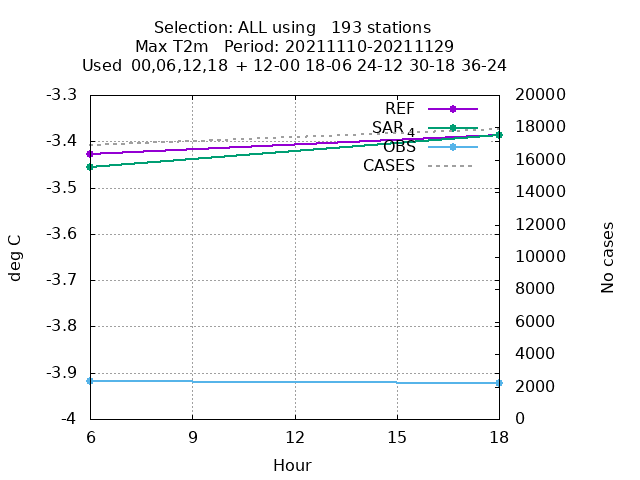 Selection: ALL using   193 stations
Max T2m   Period: 20211110-20211129
Used  00,06,12,18 + 12-00 18-06 24-12 30-18 36-24
-3.3
-3.4
-3.5
-3.6
-3.7
-3.8
-3.9
-4
deg C
REF
SAR 4
OBS
CASES
20000
18000
16000
14000
12000
10000
8000
6000
4000
2000
0
No cases
6 9 12 15 18
Hour